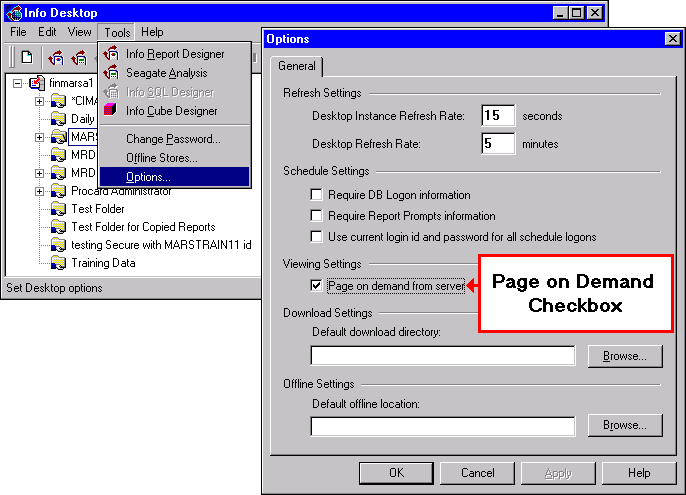 Info Desktop
File Edit View Tools Help
Info Report Designer
Seagate Analysis
Info SQL Designer
Info Cube Designer
Change Password...
Offline Stores...
Options...
finmarsa1
*CIMA
Daily
MARS
MRD
MRD
Procard Administrator
Test Folder
Test Folder for Copied Reports
testing Secure with MARSTRAIN11 id
Training Data
Set Desktop options
Options
General
Refresh Settings
Desktop Instance Refresh Rate: 15 seconds
Desktop Refresh Rate: 5 minutes
Schedule Settings
Require DB Logon information
Require Report Prompts information
Use current login id and password for all schedule logons
Viewing Settings
Page on demand from server
Page on Demand
Checkbox
Download Settings
Default download directory:
Browse...
Offline Settings
Default offline location:
Browse...
OK Cancel Apply Help